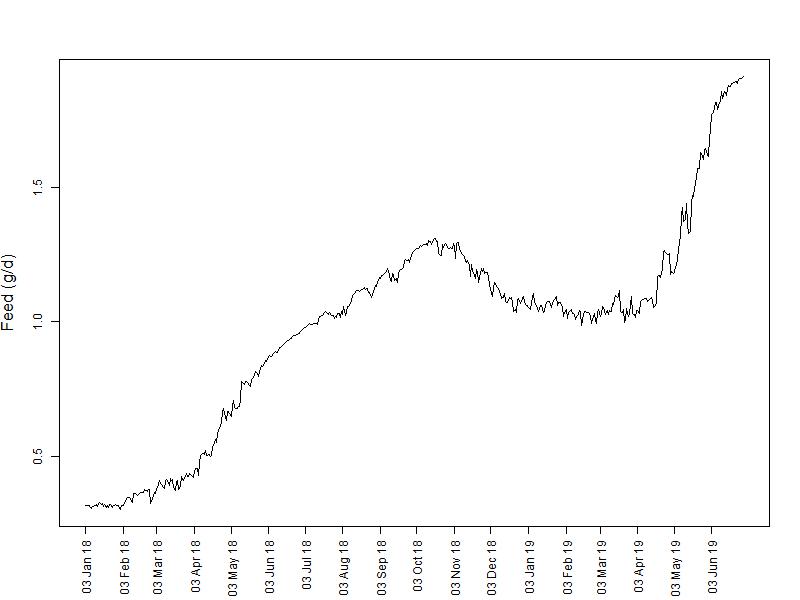 Feed (g/d)
1.5
1.0
0.5
03 Jan 18
03 Feb 18
03 Mar 18
03 Apr 18
03 May 18
03 Jun 18
03 Jul 18
03 Aug 18
03 Sep 18
03 Oct 18
03 Nov 18
03 Dec 18
03 Jan 19
03 Feb 19
03 Mar 19
03 Apr 19
03 May 19
03 Jun 19